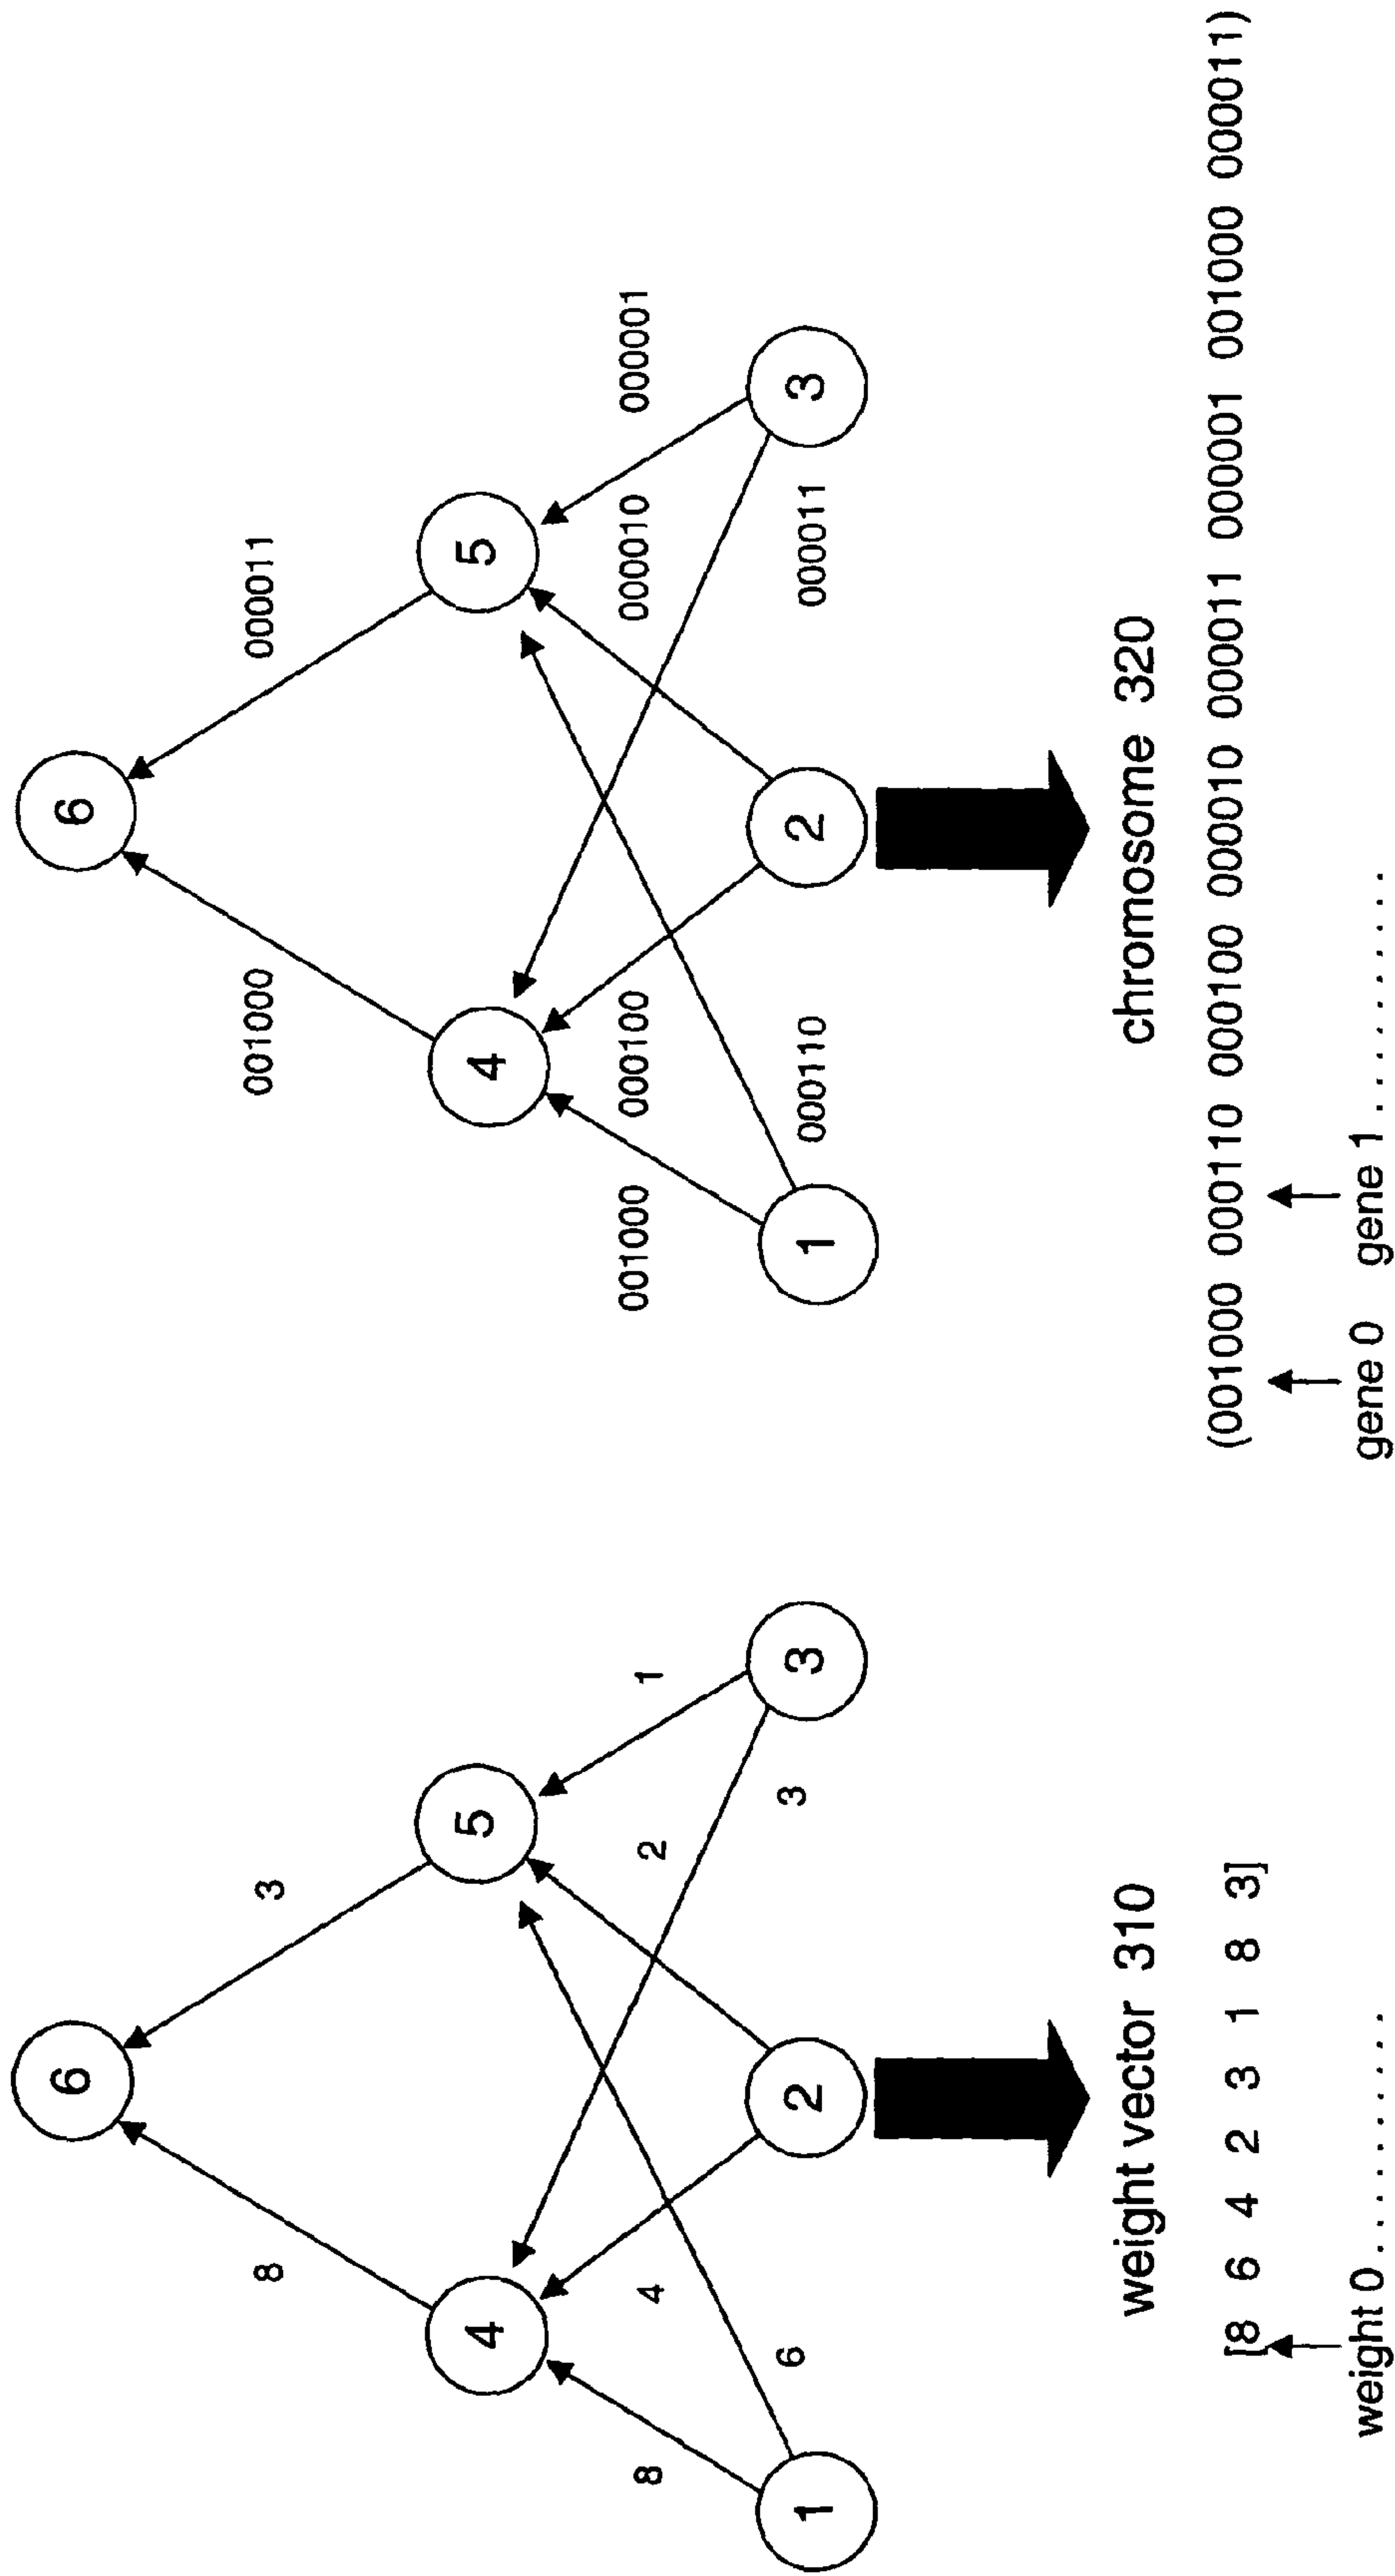 6
8 3
4 5
8 4 2 1
6 3
1 2 3
weight vector 310
[8 6 4 2 3 1 8 3]
weight 0 . . . . . . . . . .
6
001000 000011
4 5
001000 000100 000010 000001
000110 000011
1 2 3
chromosome 320
(001000 000110 000100 000010 000011 000001 001000 000011)
gene 0 gene 1 . . . . . . . . . .